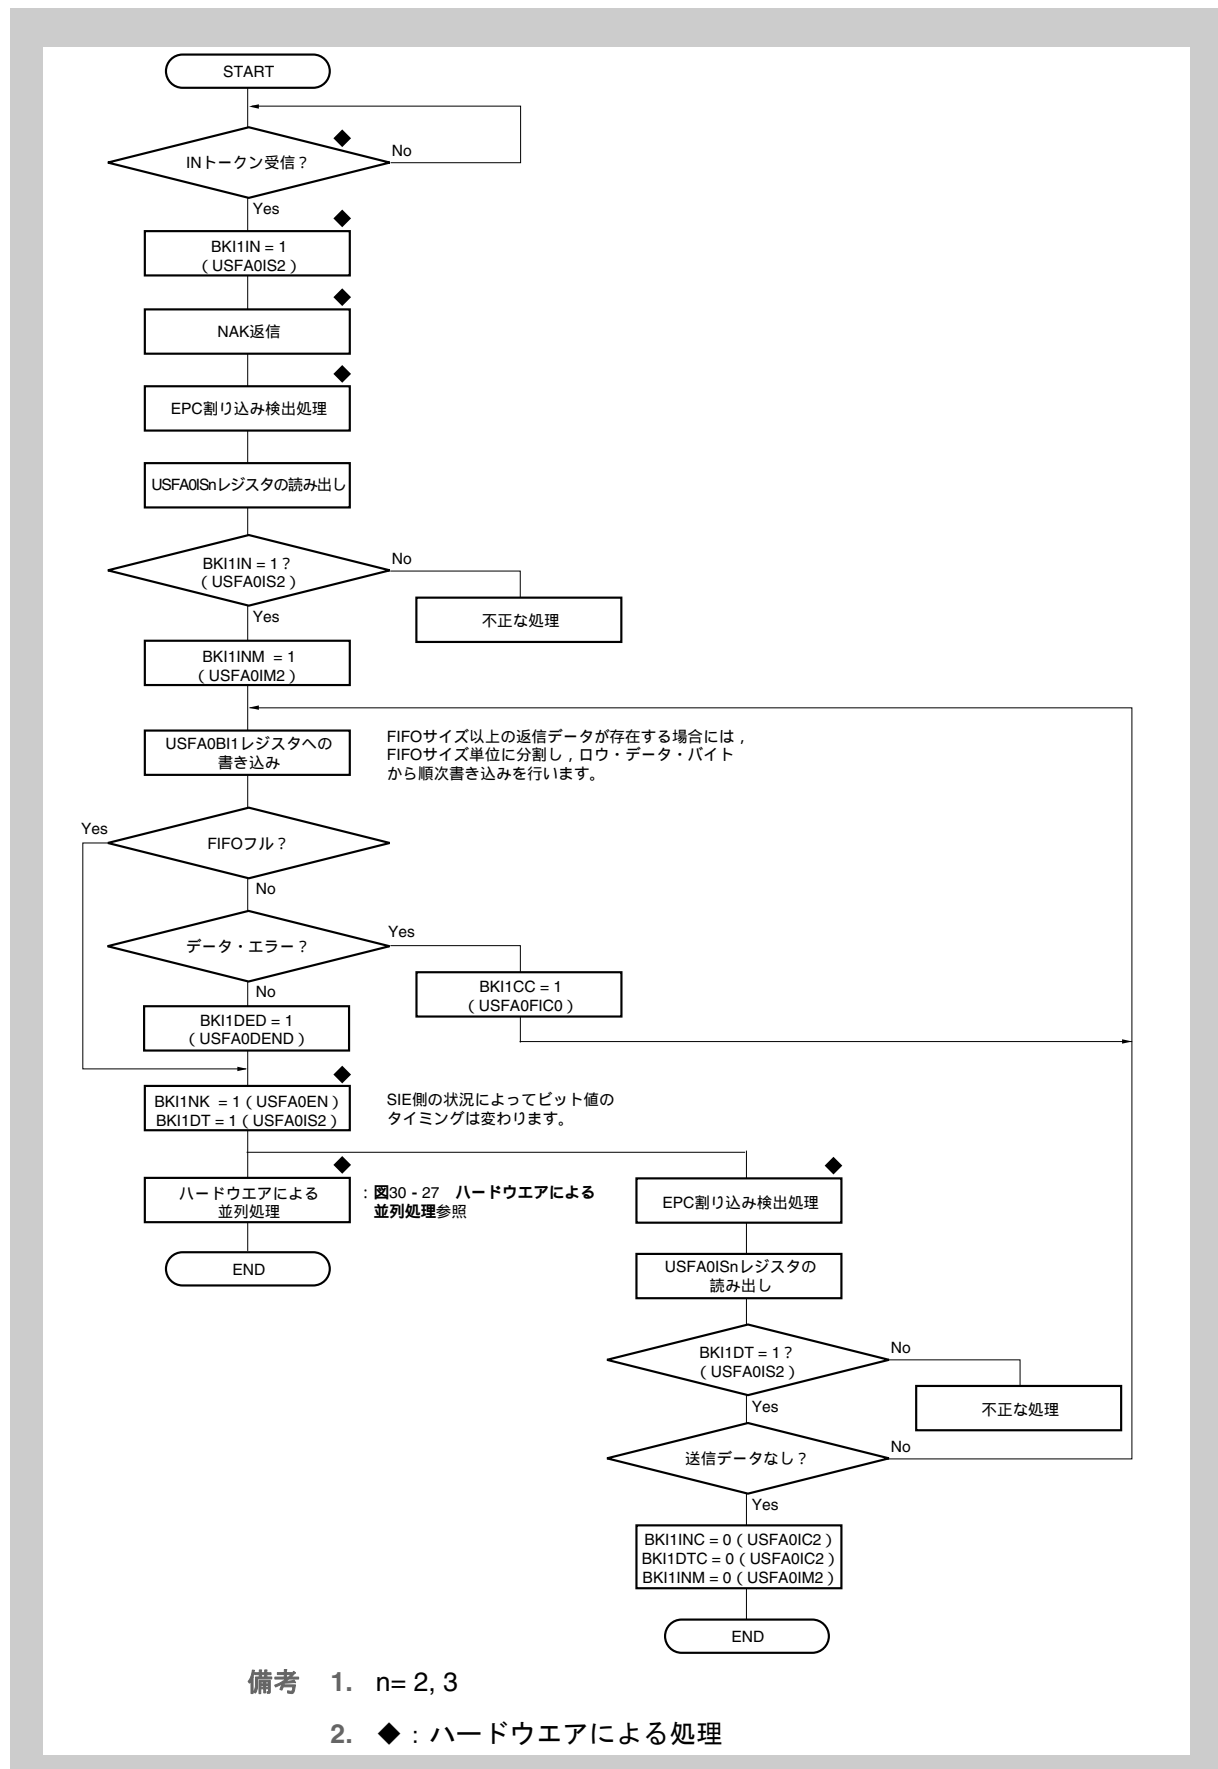 START
INトークン受信？
◆
No
Yes
◆
BKI1IN = 1
( USFA0IS2 )
◆
NAK返信
◆
EPC割り込み検出処理
USFA0ISnレジスタの読み出し
BKI1IN = 1？
( USFA0IS2 )
No
不正な処理
Yes
BKI1INM = 1
( USFA0IM2 )
USFA0BI1レジスタへの
書き込み
FIFOサイズ以上の返信データが存在する場合には，
FIFOサイズ単位に分割し，ロウ・データ・バイト
から順次書き込みを行います。
Yes
FIFOフル？
No
データ・エラー？
Yes
BKI1CC = 1
( USFA0FIC0 )
No
BKI1DED = 1
( USFA0DEND )
◆
BKI1NK = 1 ( USFA0EN )
BKI1DT = 1 ( USFA0IS2 )
SIE側の状況によってビット値の
タイミングは変わります。
◆
ハードウエアによる
並列処理
: 図30 - 27　ハードウエアによる
並列処理参照
END
◆
EPC割り込み検出処理
USFA0ISnレジスタの
読み出し
BKI1DT = 1？
( USFA0IS2 )
No
不正な処理
Yes
送信データなし？
No
Yes
BKI1INC = 0 ( USFA0IC2 )
BKI1DTC = 0 ( USFA0IC2 )
BKI1INM = 0 ( USFA0IM2 )
END
備考　1. n= 2, 3
2. ◆：ハードウエアによる処理